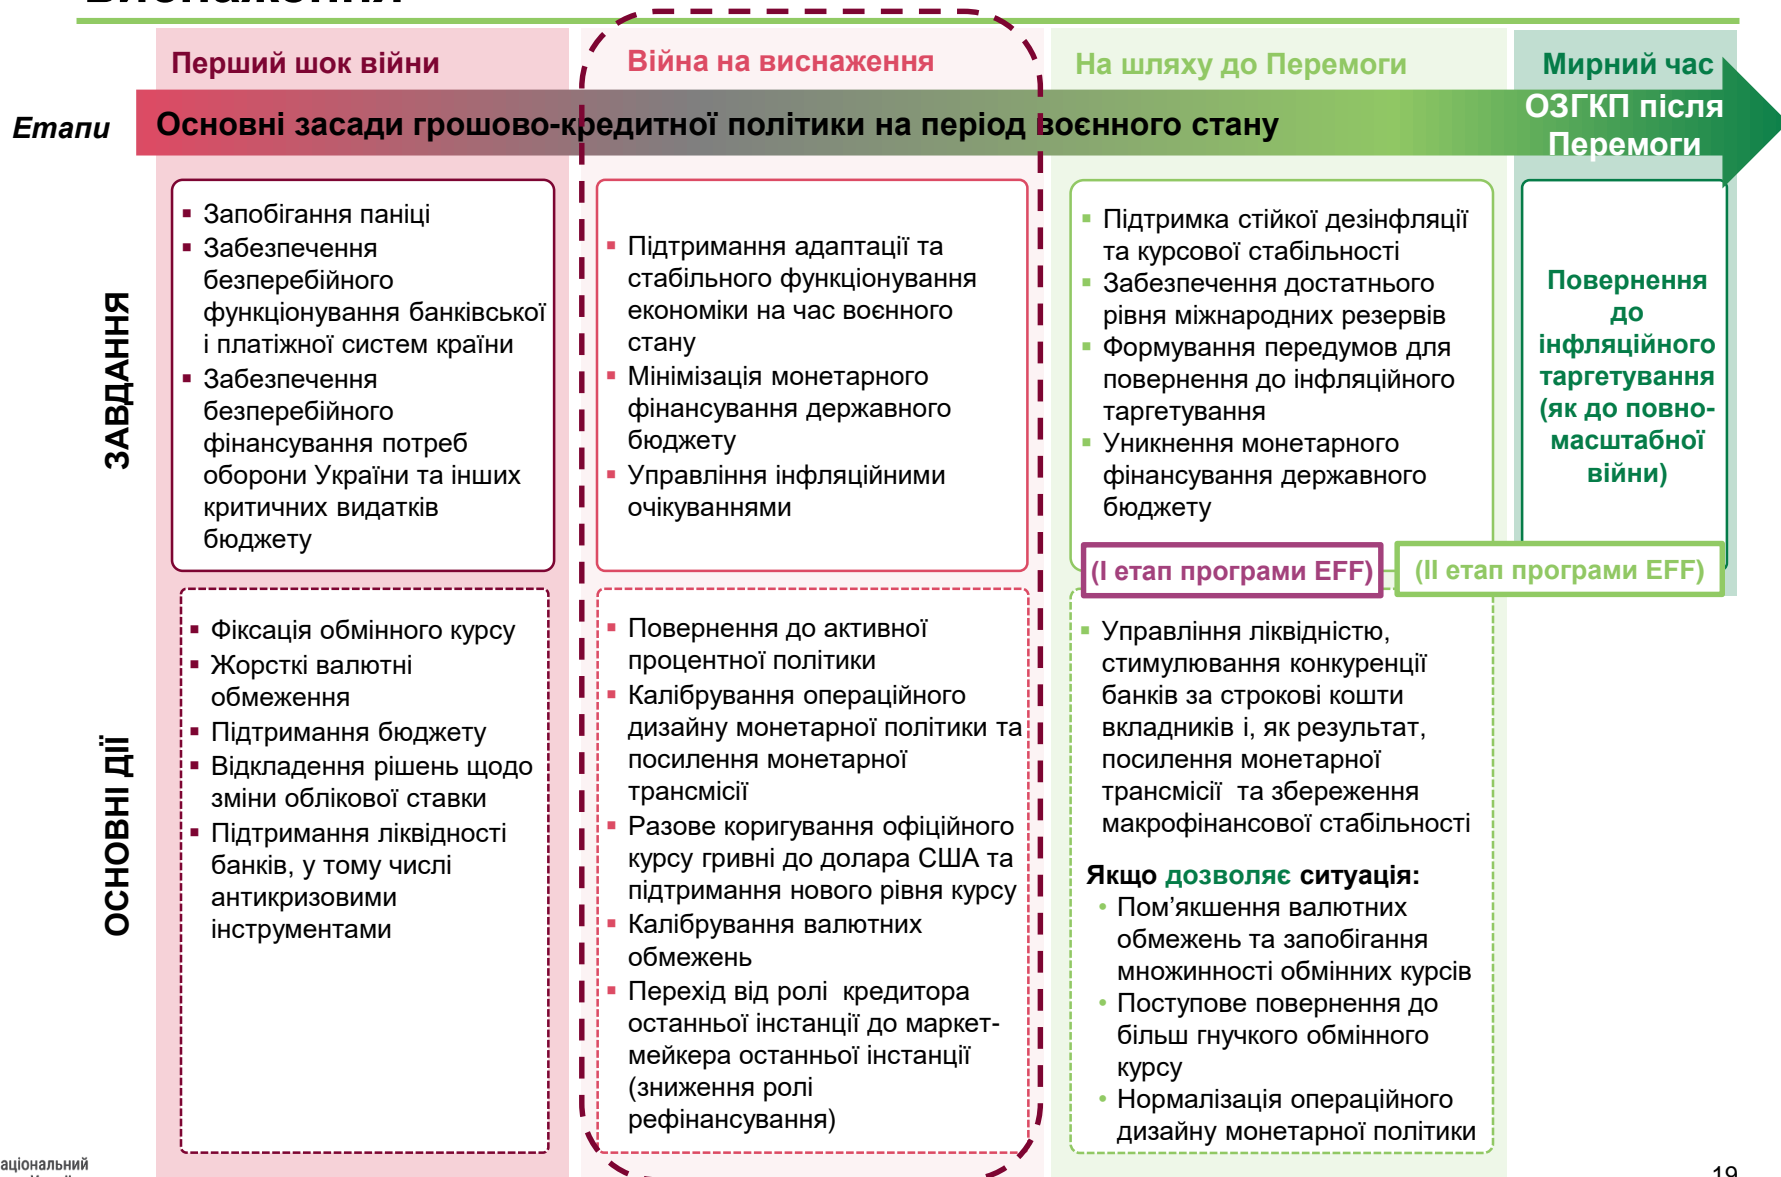 Перший шок війни
Війна на виснаження
На шляху до Перемоги
Мирний час
Етапи
Основні засади грошово-кредитної політики на період воєнного стану
ОЗГКП після
Перемоги
ЗАВДАННЯ
▪ Запобігання паніці
▪ Забезпечення
безперебійного
функціонування банківської
і платіжної систем країни
▪ Забезпечення
безперебійного
фінансування потреб
оборони України та інших
критичних видатків
бюджету
▪ Підтримання адаптації та
стабільного функціонування
економіки на час воєнного
стану
▪ Мінімізація монетарного
фінансування державного
бюджету
▪ Управління інфляційними
очікуваннями
▪ Підтримка стійкої дезінфляції
та курсової стабільності
▪ Забезпечення достатнього
рівня міжнародних резервів
▪ Формування передумов для
повернення до інфляційного
таргетування
▪ Уникнення монетарного
фінансування державного
бюджету
Повернення
до
інфляційного
таргетування
(як до повно-
масштабної
війни)
(І етап програми EFF)
(ІІ етап програми EFF)
ОСНОВНІ ДІЇ
▪ Фіксація обмінного курсу
▪ Жорсткі валютні
обмеження
▪ Підтримання бюджету
▪ Відкладення рішень щодо
зміни облікової ставки
▪ Підтримання ліквідності
банків, у тому числі
антикризовими
інструментами
▪ Повернення до активної
процентної політики
▪ Калібрування операційного
дизайну монетарної політики та
посилення монетарної
трансмісії
▪ Разове коригування офіційного
курсу гривні до долара США та
підтримання нового рівня курсу
▪ Калібрування валютних
обмежень
▪ Перехід від ролі кредитора
останньої інстанції до маркет-
мейкера останньої інстанції
(зниження ролі
рефінансування)
▪ Управління ліквідністю,
стимулювання конкуренції
банків за строкові кошти
вкладників і, як результат,
посилення монетарної
трансмісії та збереження
макрофінансової стабільності
Якщо дозволяє ситуація:
• Пом’якшення валютних
обмежень та запобігання
множинності обмінних курсів
• Поступове повернення до
більш гнучкого обмінного
курсу
• Нормалізація операційного
дизайну монетарної політики
аціональний
19